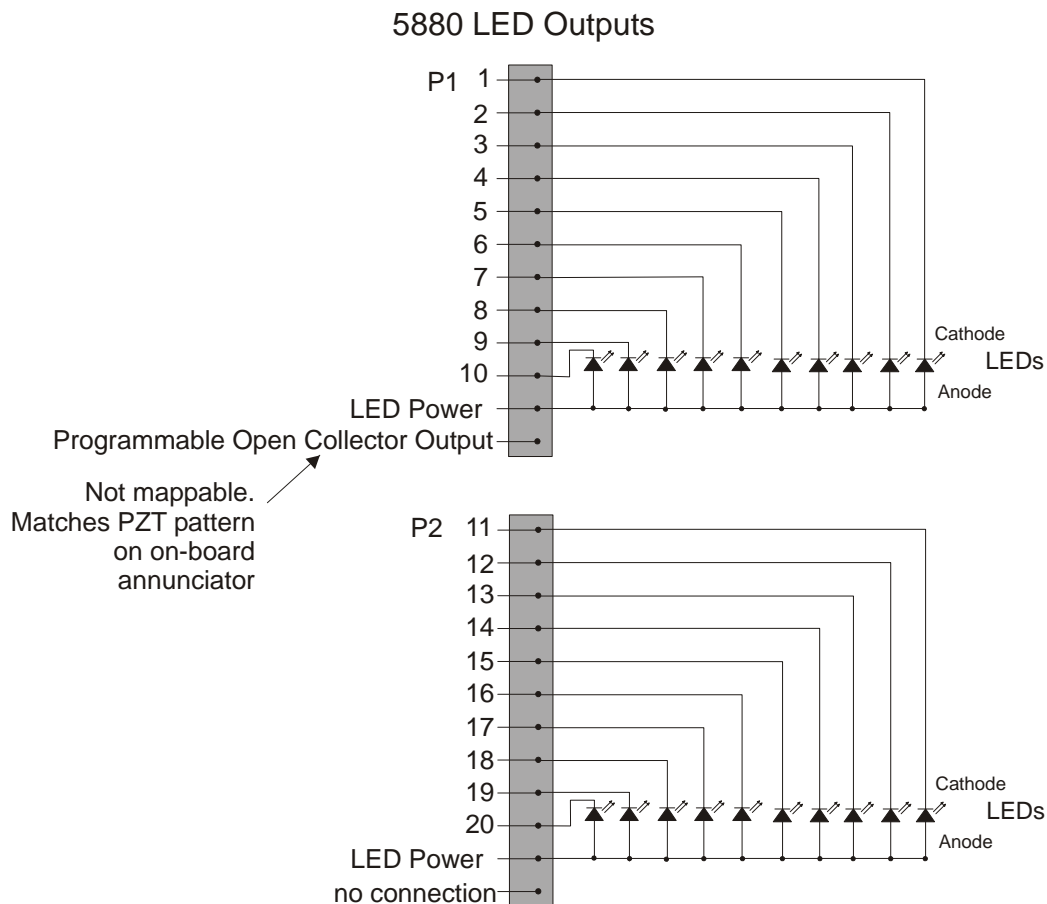 5880 LED Outputs
P1 1
2
3
4
5
6
7
8
9
10
LED Power
Programmable Open Collector Output
Cathode
LEDs
Anode
Not mappable.
Matches PZT pattern
on on-board
annunciator
P2 11
12
13
14
15
16
17
18
19
20
LED Power
no connection
Cathode
LEDs
Anode